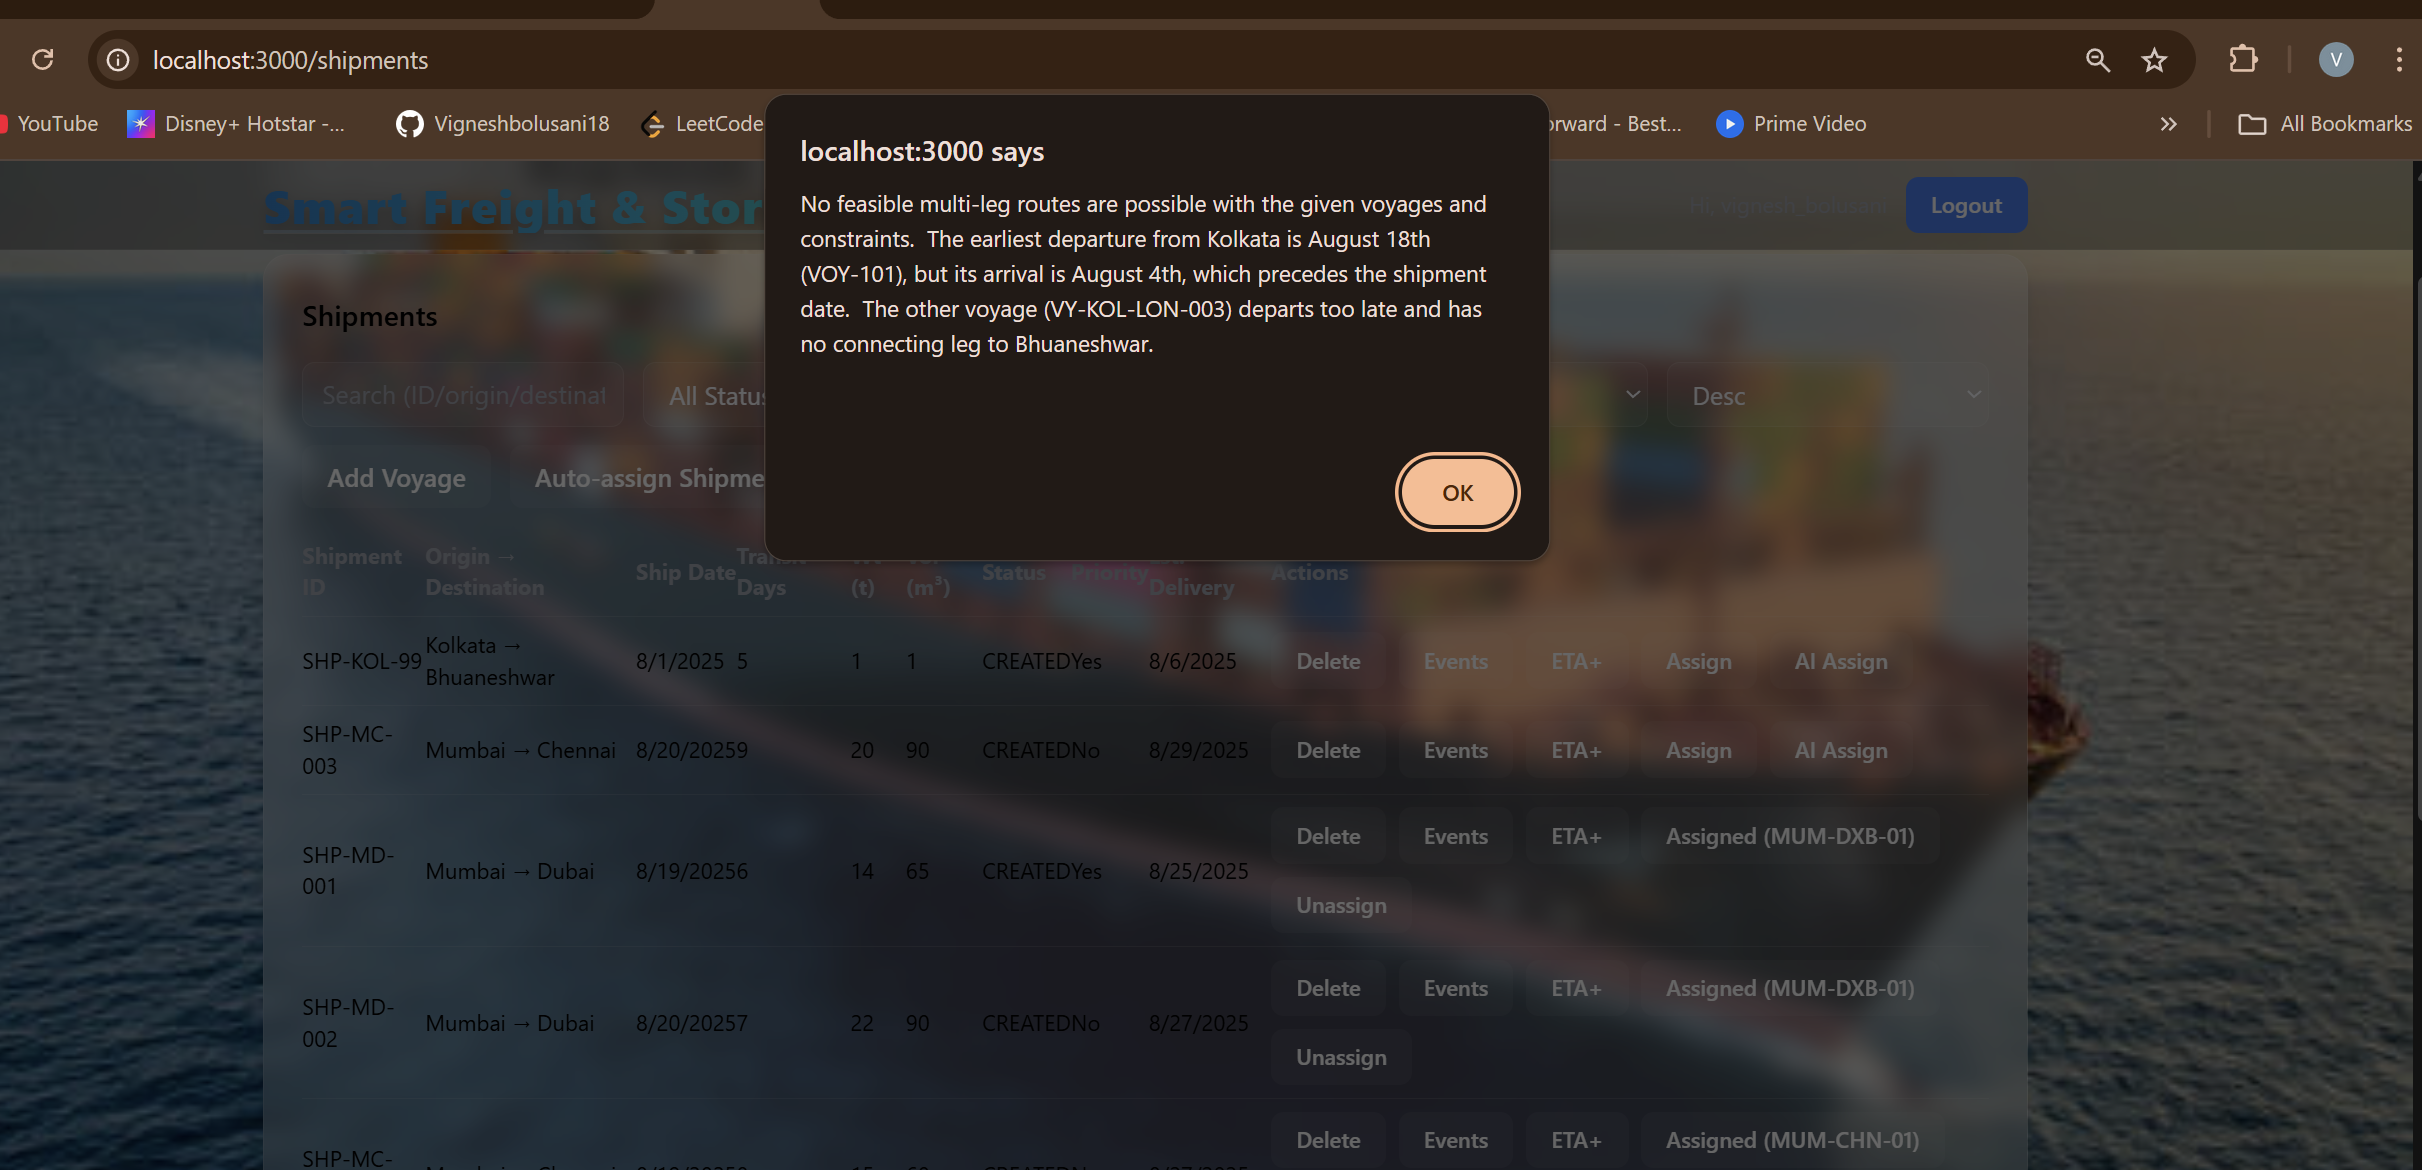 localhost:3000/shipments
V
YouTube
Disney+ Hotstar -...
Vigneshbolusani18
LeetCode
orward - Best...
Prime Video
All Bookmarks
localhost:3000 says
No feasible multi-leg routes are possible with the given voyages and
constraints.  The earliest departure from Kolkata is August 18th
(VOY-101), but its arrival is August 4th, which precedes the shipment
date.  The other voyage (VY-KOL-LON-003) departs too late and has
no connecting leg to Bhuaneshwar.
OK
Smart Freight & Stor
Hi, vignesh_bolusani
Logout
Shipments
Search (ID/origin/destinat
All Status
Desc
Add Voyage
Auto-assign Shipme
Shipment ID
Origin → Destination
Ship Date
Transit Days
(t)
(m³)
Status
Priority
Delivery
Actions
SHP-KOL-99 Kolkata → Bhuaneshwar 8/1/2025 5 1 1 CREATED Yes 8/6/2025 Delete Events ETA+ Assign AI Assign
SHP-MC-003 Mumbai → Chennai 8/20/2025 9 20 90 CREATED No 8/29/2025 Delete Events ETA+ Assign AI Assign
SHP-MD-001 Mumbai → Dubai 8/19/2025 6 14 65 CREATED Yes 8/25/2025 Delete Events ETA+ Assigned (MUM-DXB-01)
Unassign
SHP-MD-002 Mumbai → Dubai 8/20/2025 7 22 90 CREATED No 8/27/2025 Delete Events ETA+ Assigned (MUM-DXB-01)
Unassign
SHP-MC-
Delete Events ETA+ Assigned (MUM-CHN-01)